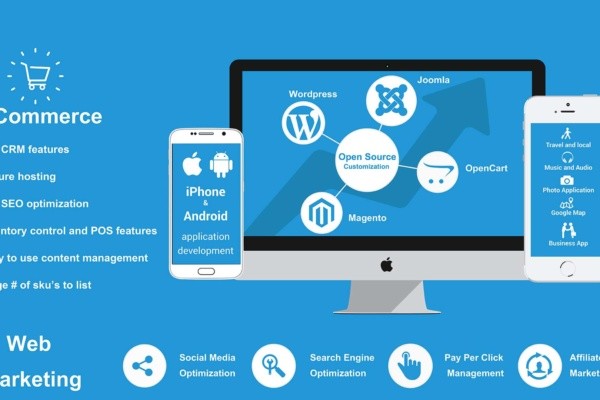 Commerce
CRM features
ure hosting
SEO optimization
ntory control and POS features
y to use content management
ge # of sku's to list
iPhone
&
Android
application
development
Wordpress
Joomla
Open Source
Customization
OpenCart
Magento
Travel and local
Music and Audio
Photo Application
Google Map
Business App
Web
arketing
Social Media
Optimization
Search Engine
Optimization
Pay Per Click
Management
Affiliate
Market